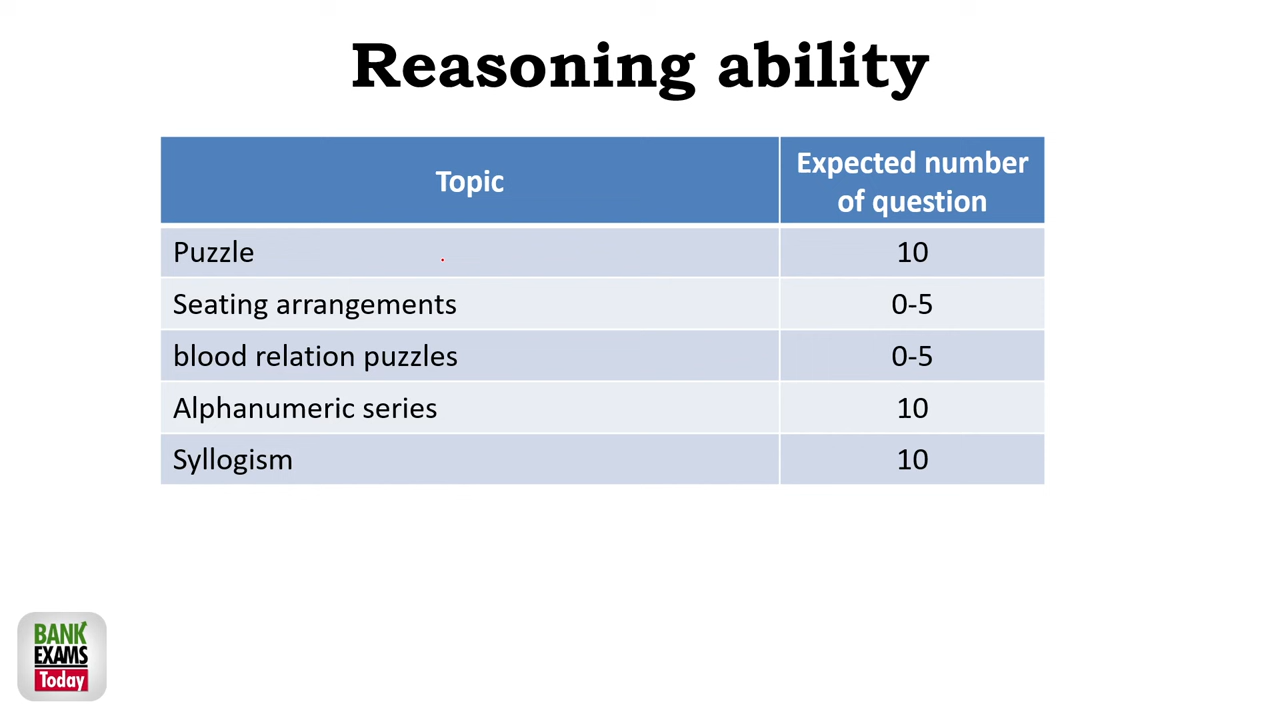 Reasoning ability
Topic
Expected number
of question
Puzzle 10
Seating arrangements 0-5
blood relation puzzles 0-5
Alphanumeric series 10
Syllogism 10
BANK
EXAMS
Today